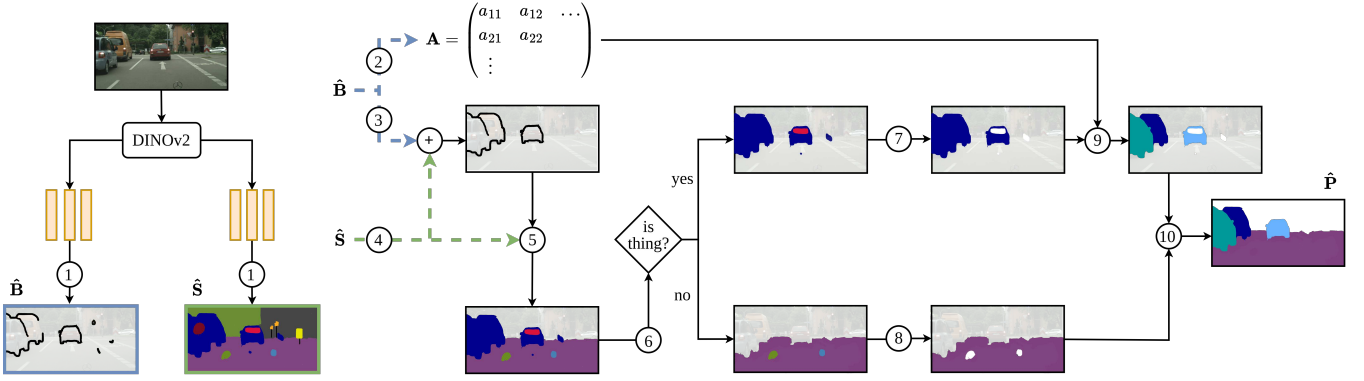 DINOv2
1
1
B̂
Ŝ
B̂
2
3
A = ( a11 a12 ⋯
a21 a22
⋮ )
+
Ŝ
4
5
6
is
thing?
yes
no
7
8
9
10
P̂